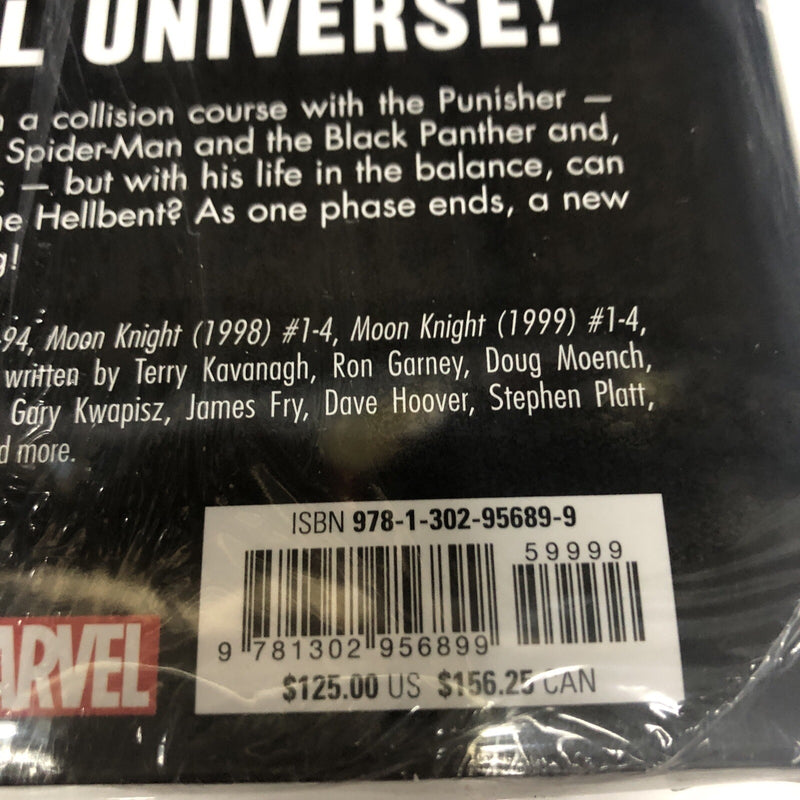 L UNIVERSE!
a collision course with the Punisher —
Spider-Man and the Black Panther and,
s — but with his life in the balance, can
e Hellbent? As one phase ends, a new
g!
-94, Moon Knight (1998) #1-4, Moon Knight (1999) #1-4,
written by Terry Kavanagh, Ron Garney, Doug Moench,
Gary Kwapisz, James Fry, Dave Hoover, Stephen Platt,
d more.
ISBN 978-1-302-95689-9
59999
9 781302 956899
$125.00 US $156.25 CAN
ARVEL